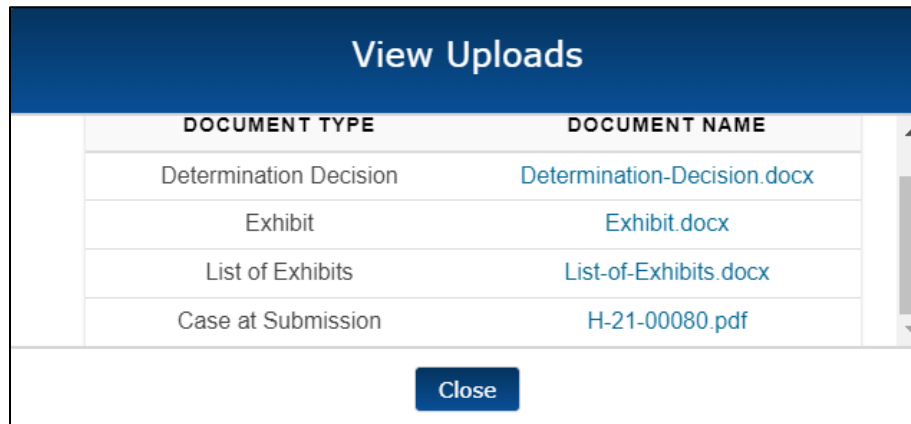 View Uploads
DOCUMENT TYPE DOCUMENT NAME
Determination Decision Determination-Decision.docx
Exhibit Exhibit.docx
List of Exhibits List-of-Exhibits.docx
Case at Submission H-21-00080.pdf
Close